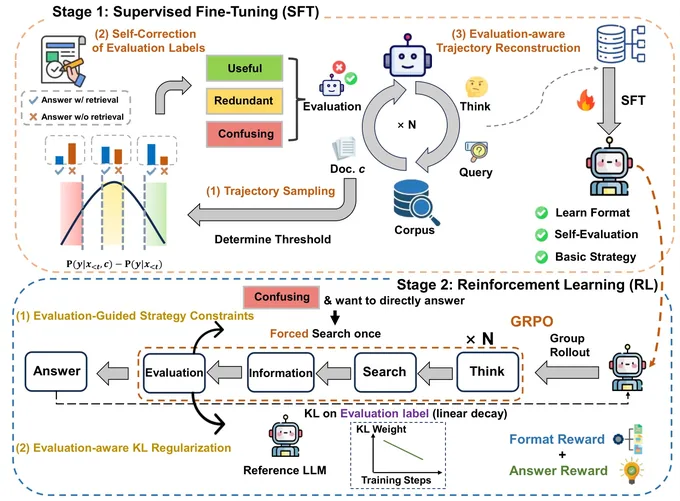 Stage 1: Supervised Fine-Tuning (SFT)
(2) Self-Correction
of Evaluation Labels
Answer w/ retrieval
Answer w/o retrieval
Useful
Redundant
Confusing
Evaluation
Doc. c
(1) Trajectory Sampling
Determine Threshold
P(y|x<t, c) − P(y|x<t)
× N
Think
Query
Corpus
(3) Evaluation-aware
Trajectory Reconstruction
SFT
Learn Format
Self-Evaluation
Basic Strategy
Stage 2: Reinforcement Learning (RL)
Confusing & want to directly answer
(1) Evaluation-Guided Strategy Constraints
Forced Search once
× N
GRPO
Group
Rollout
Answer
Evaluation
Information
Search
Think
KL on Evaluation label (linear decay)
(2) Evaluation-aware KL Regularization
Reference LLM
KL Weight
Training Steps
Format Reward
+
Answer Reward